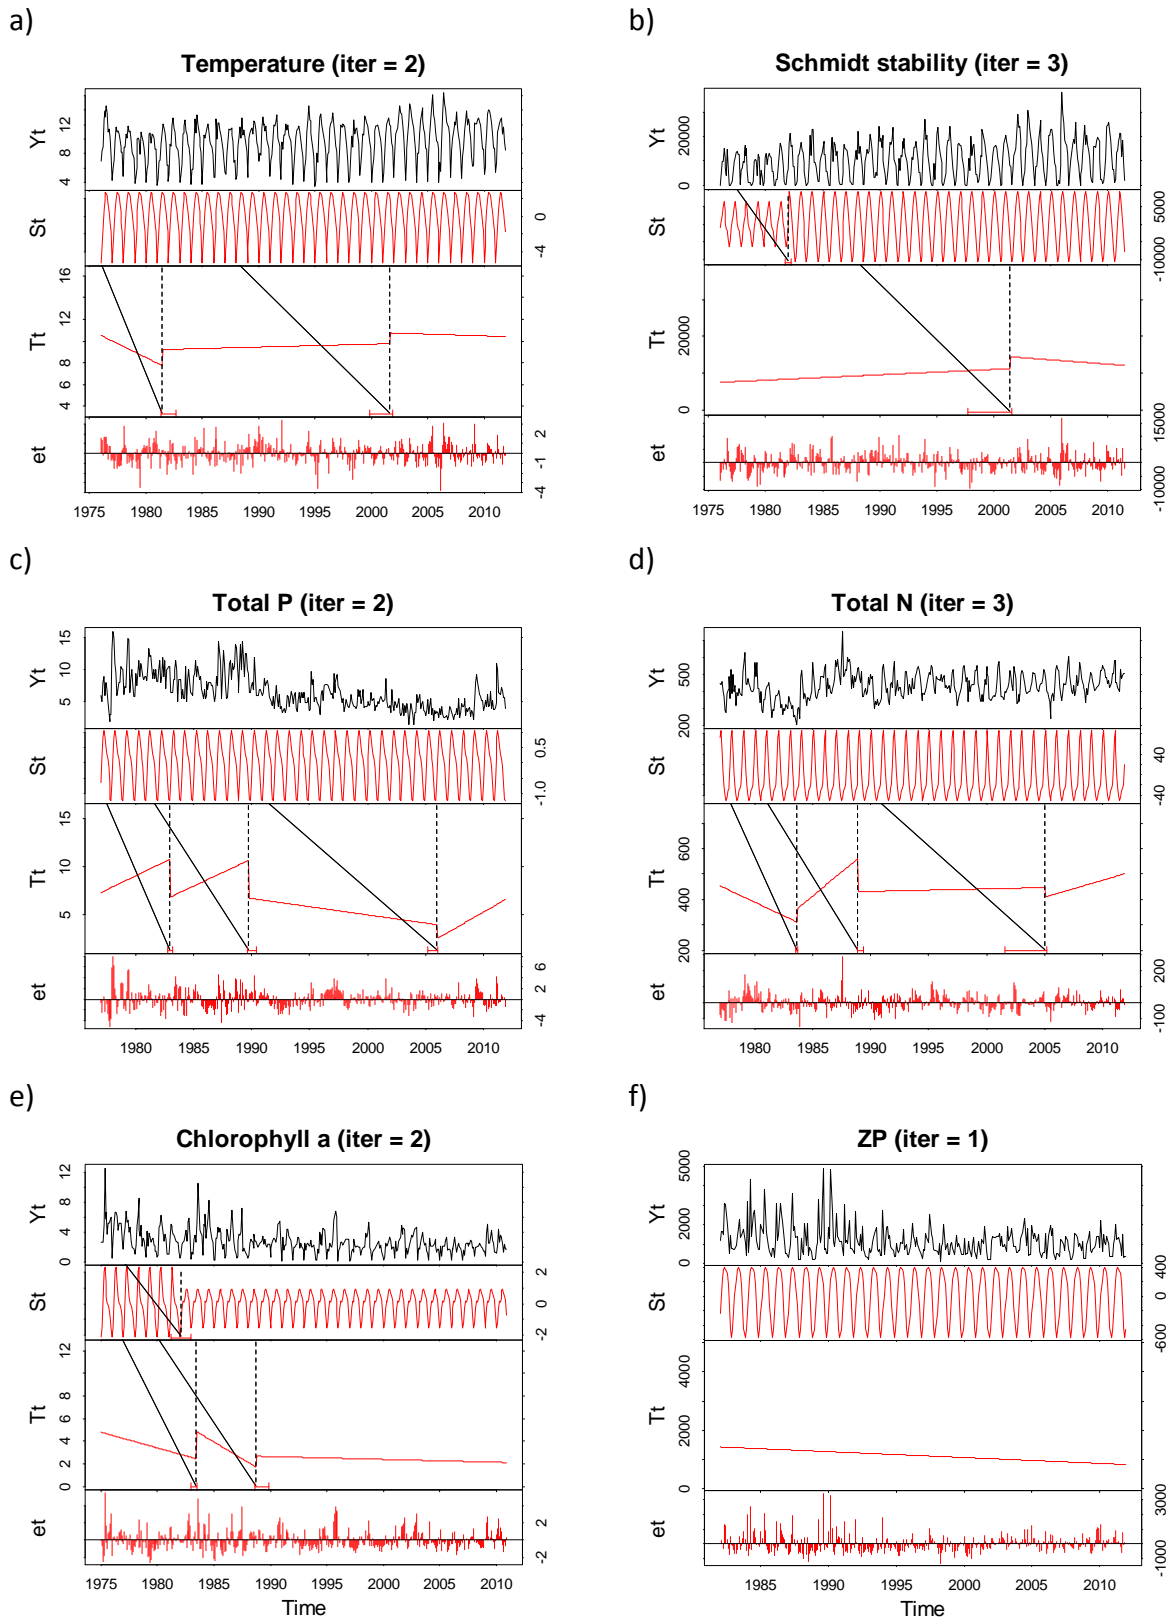 a)
Temperature (iter = 2)
Yt
4 8 12
St
-4 0
Tt
4 6 8 12 16
et
-4 -1 2
1975 1980 1985 1990 1995 2000 2005 2010
b)
Schmidt stability (iter = 3)
Yt
0 20000
St
-10000 5000
Tt
0 20000
et
-10000 15000
1975 1980 1985 1990 1995 2000 2005 2010
c)
Total P (iter = 2)
Yt
5 10 15
St
-1.0 0.5
Tt
5 10 15
et
-4 2 6
1980 1985 1990 1995 2000 2005 2010
d)
Total N (iter = 3)
Yt
200 500
St
-40 40
Tt
200 400 600
et
-100 200
1980 1985 1990 1995 2000 2005 2010
e)
Chlorophyll a (iter = 2)
Yt
0 4 8 12
St
-2 0 2
Tt
0 2 4 8 12
et
-2 2
1975 1980 1985 1990 1995 2000 2005 2010
Time
f)
ZP (iter = 1)
Yt
0 2000 5000
St
-600 0 400
Tt
0 2000 4000
et
-1000 3000
1985 1990 1995 2000 2005 2010
Time